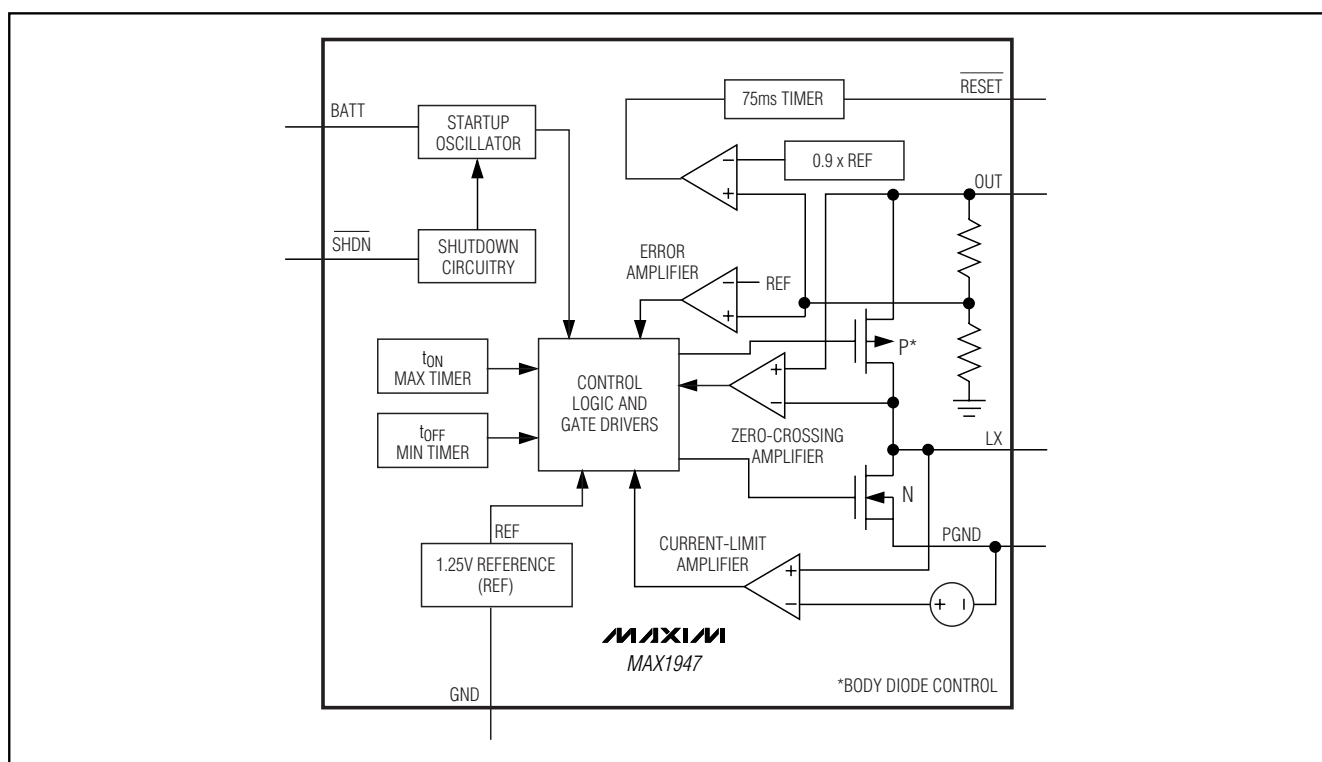 BATT
STARTUP
OSCILLATOR
75ms TIMER
RESET
−
0.9 x REF
+
OUT
SHDN
SHUTDOWN
CIRCUITRY
ERROR
AMPLIFIER
−
REF
+
tON
MAX TIMER
CONTROL
LOGIC AND
GATE DRIVERS
+
−
P*
tOFF
MIN TIMER
ZERO-CROSSING
AMPLIFIER
LX
N
REF
PGND
1.25V REFERENCE
(REF)
CURRENT-LIMIT
AMPLIFIER
+
−
+ −
MAXIM
MAX1947
*BODY DIODE CONTROL
GND